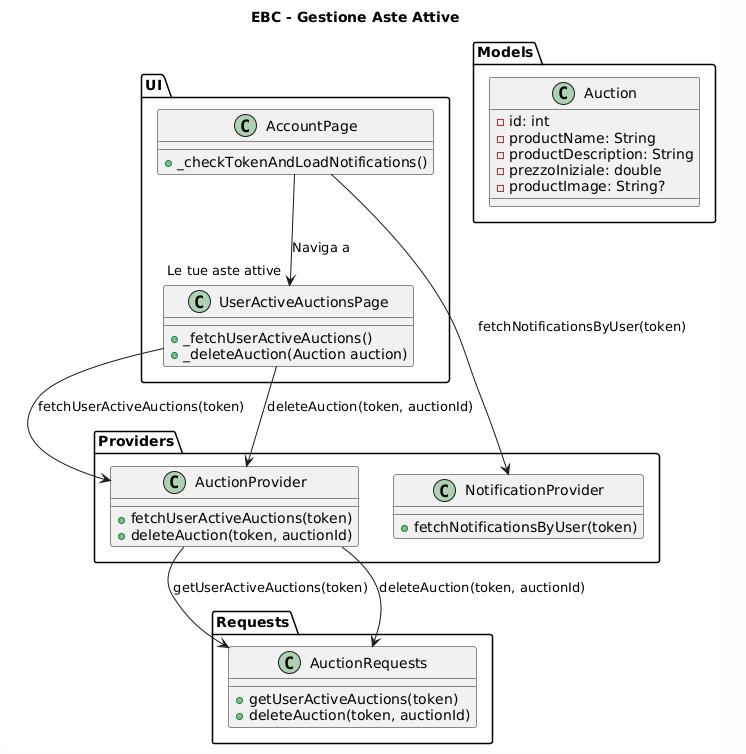 EBC - Gestione Aste Attive
Models
C Auction
id: int
productName: String
productDescription: String
prezzoIniziale: double
productImage: String?
UI
C AccountPage
_checkTokenAndLoadNotifications()
Naviga a
Le tue aste attive
C UserActiveAuctionsPage
_fetchUserActiveAuctions()
_deleteAuction(Auction auction)
fetchNotificationsByUser(token)
fetchUserActiveAuctions(token)
deleteAuction(token, auctionId)
Providers
C AuctionProvider
fetchUserActiveAuctions(token)
deleteAuction(token, auctionId)
C NotificationProvider
fetchNotificationsByUser(token)
getUserActiveAuctions(token)
deleteAuction(token, auctionId)
Requests
C AuctionRequests
getUserActiveAuctions(token)
deleteAuction(token, auctionId)